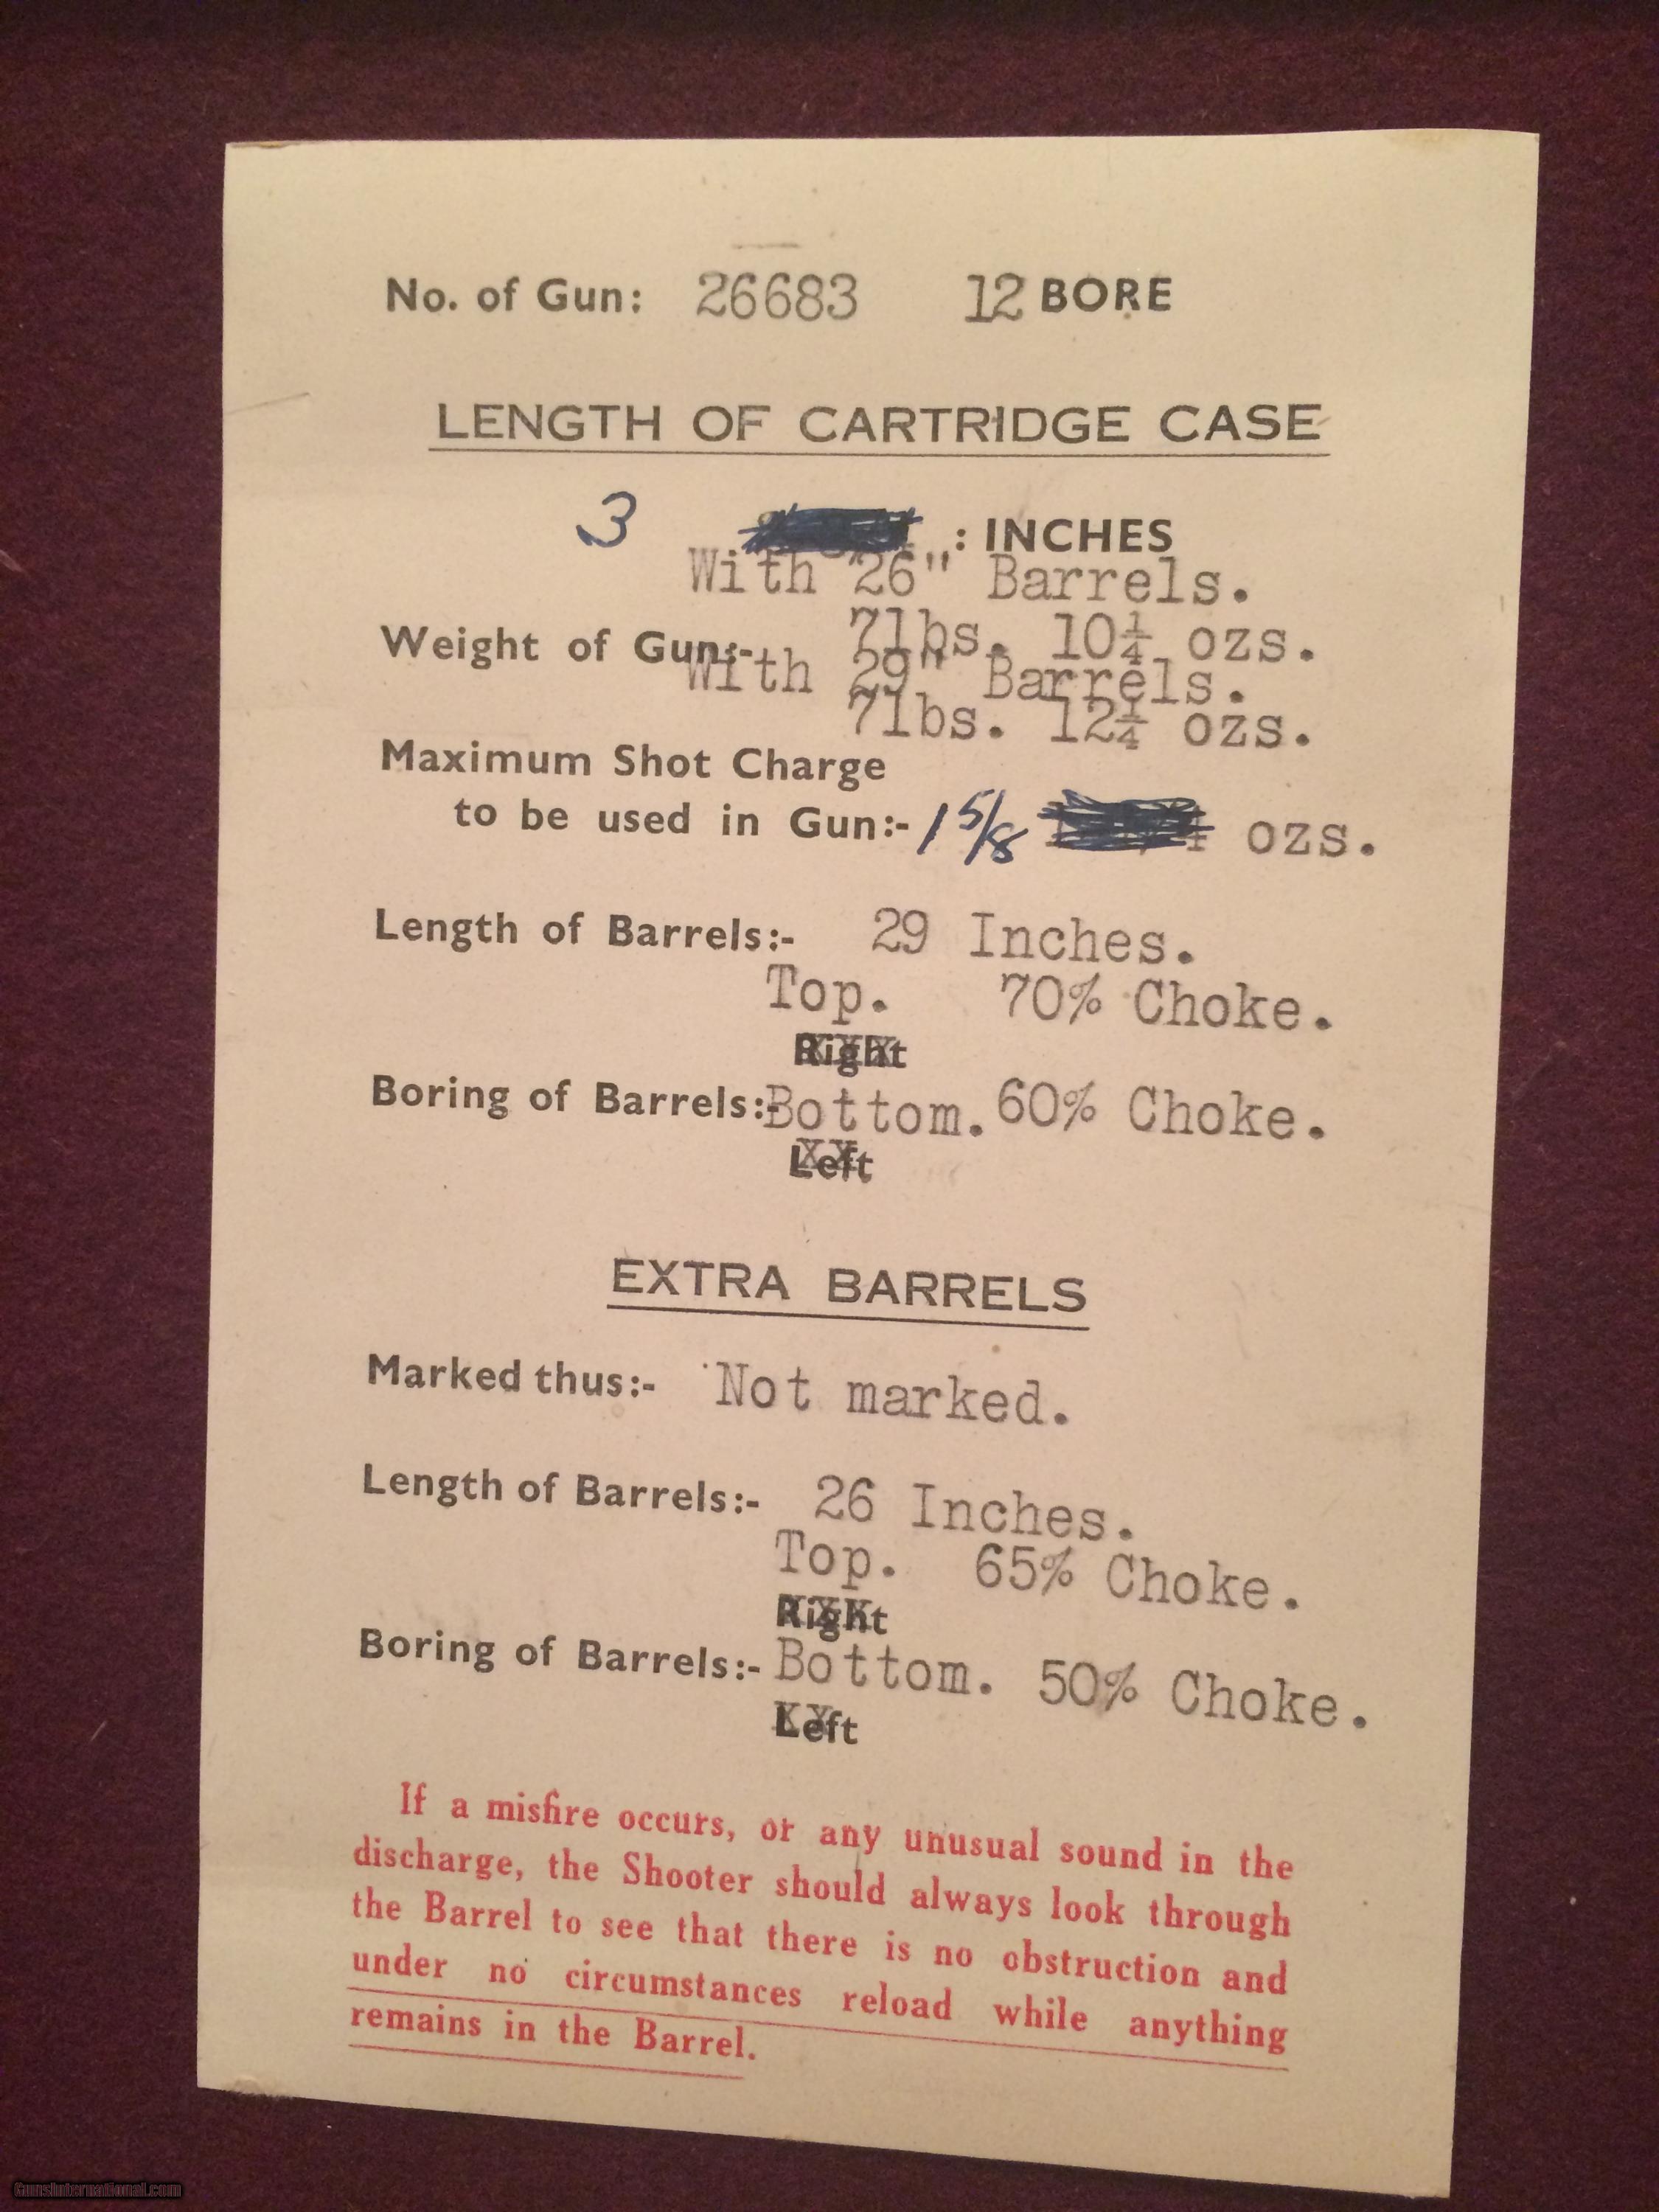 No. of Gun: 26683 12 BORE
LENGTH OF CARTRIDGE CASE
3 : INCHES
With 26" Barrels.
Weight of Gun:- 7lbs. 10¼ ozs.
With 29" Barrels.
7lbs. 12¼ ozs.
Maximum Shot Charge
to be used in Gun:- 1 5/8 ozs.
Length of Barrels:- 29 Inches.
Top. 70% Choke.
Right
Boring of Barrels:- Bottom. 60% Choke.
Left
EXTRA BARRELS
Marked thus:- Not marked.
Length of Barrels:- 26 Inches.
Top. 65% Choke.
Right
Boring of Barrels:- Bottom. 50% Choke.
Left
If a misfire occurs, or any unusual sound in the
discharge, the Shooter should always look through
the Barrel to see that there is no obstruction and
under no circumstances reload while anything
remains in the Barrel.
GunsInternational.com